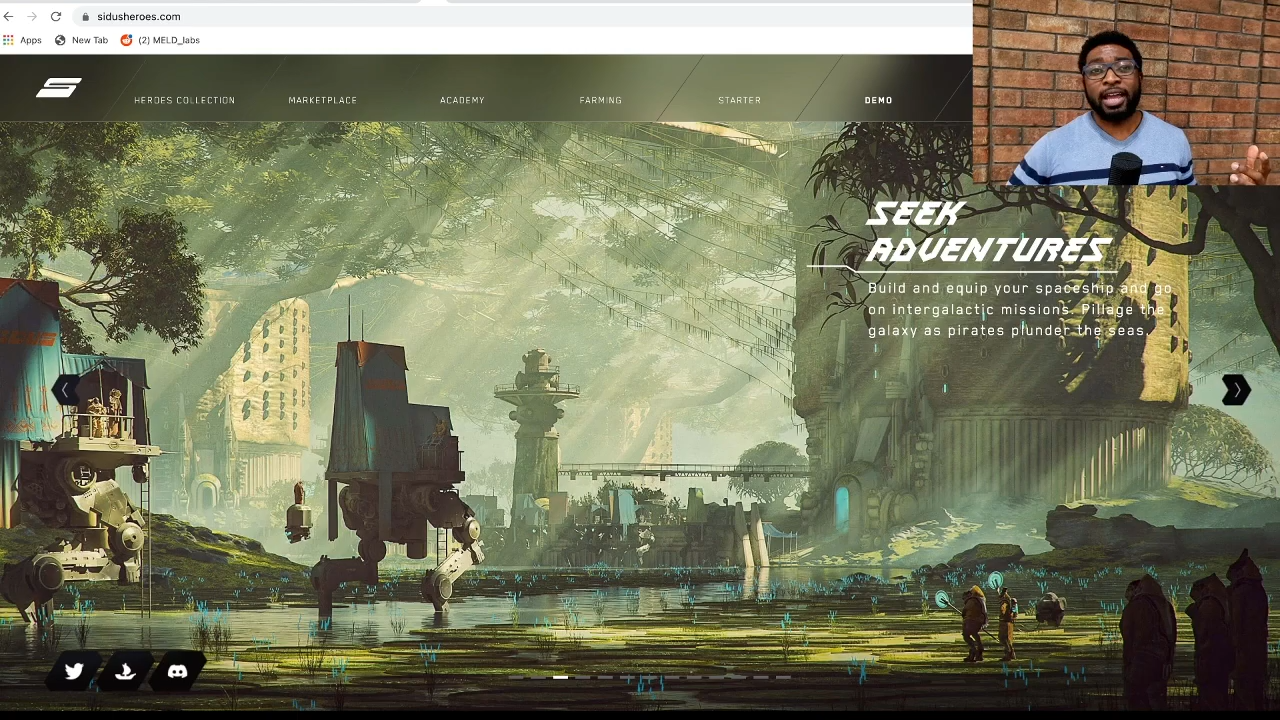 sidusheroes.com
Apps
New Tab
(2) MELD_labs
HEROES COLLECTION
MARKETPLACE
ACADEMY
FARMING
STARTER
DEMO
SEEK
ADVENTURES
Build and equip your spaceship and go
on intergalactic missions. Pillage the
galaxy as pirates plunder the seas.